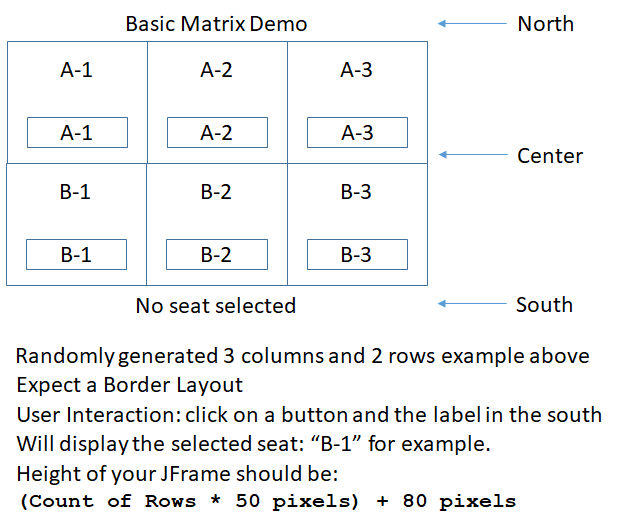 Basic Matrix Demo
North
A-1 A-2 A-3
A-1 A-2 A-3
Center
B-1 B-2 B-3
B-1 B-2 B-3
No seat selected
South
Randomly generated 3 columns and 2 rows example above
Expect a Border Layout
User Interaction: click on a button and the label in the south
Will display the selected seat: “B-1” for example.
Height of your JFrame should be:
(Count of Rows * 50 pixels) + 80 pixels